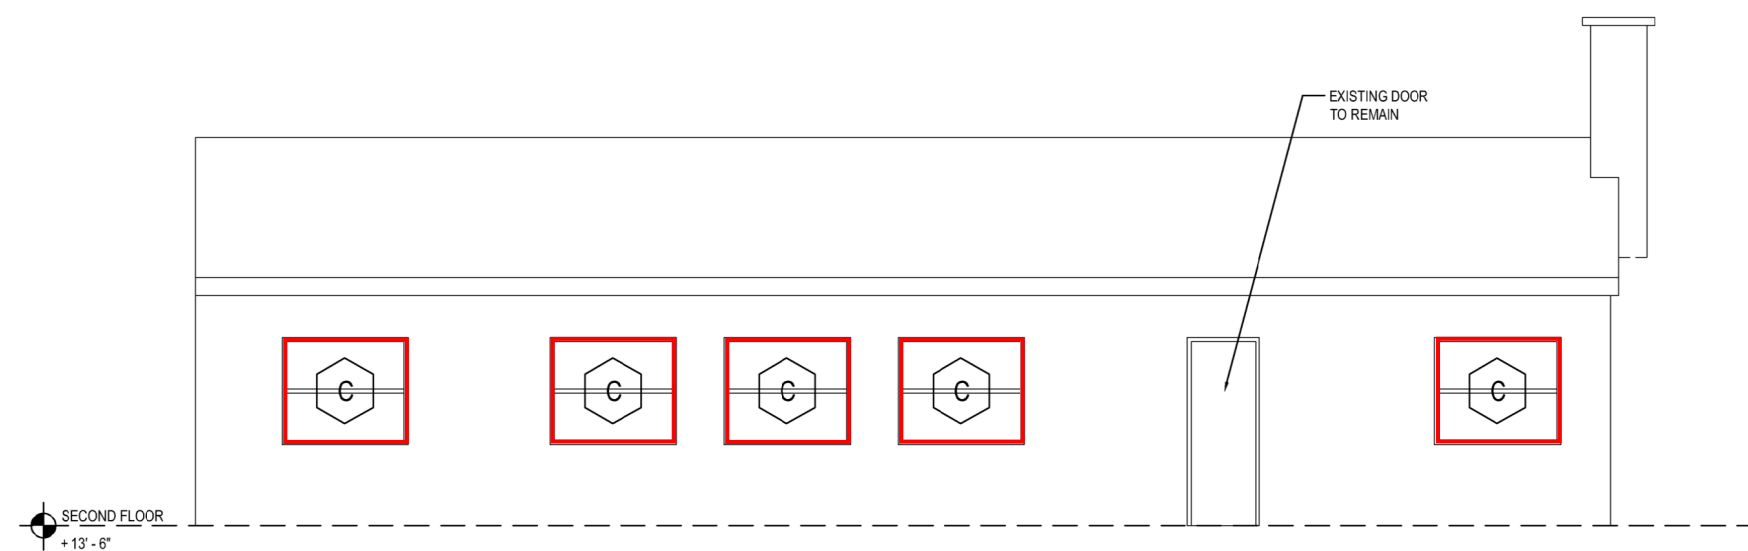 EXISTING DOOR
TO REMAIN
C
C
C
C
C
SECOND FLOOR
+ 13' - 6"